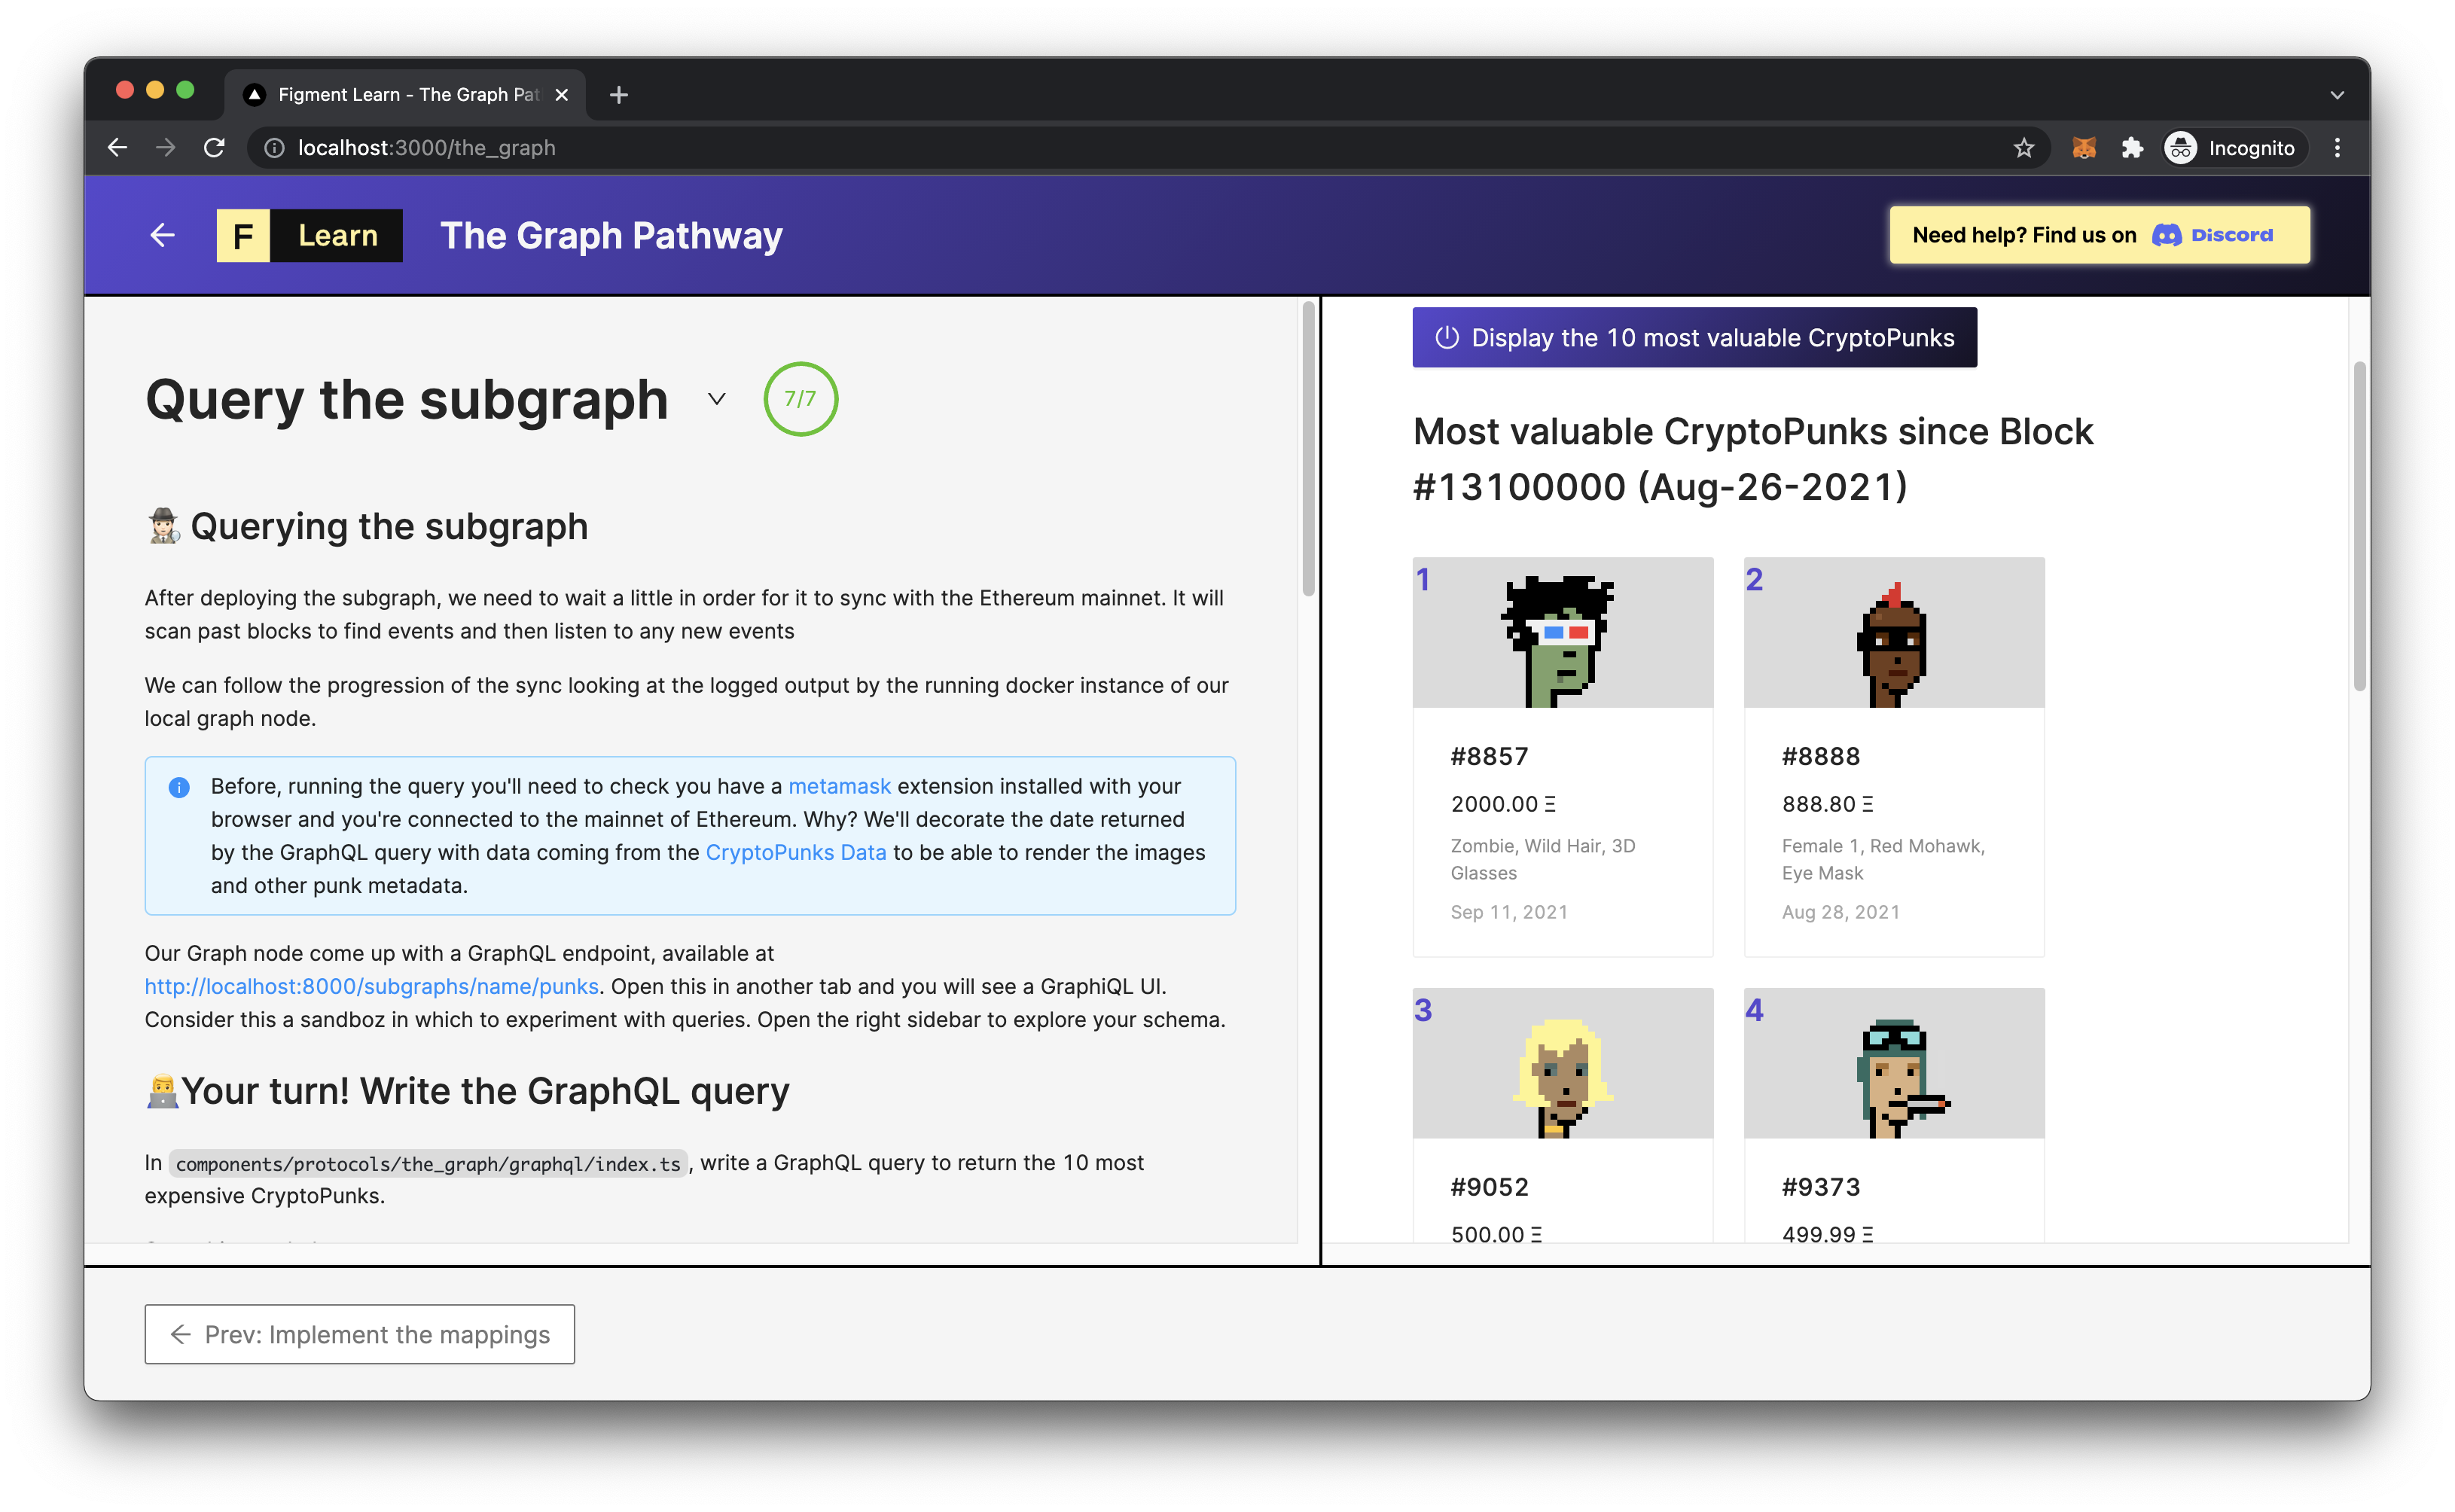 Figment Learn - The Graph Pat
localhost:3000/the_graph
Incognito
F Learn
The Graph Pathway
Need help? Find us on Discord
Query the subgraph
7/7
Querying the subgraph
After deploying the subgraph, we need to wait a little in order for it to sync with the Ethereum mainnet. It will
scan past blocks to find events and then listen to any new events
We can follow the progression of the sync looking at the logged output by the running docker instance of our
local graph node.
Before, running the query you'll need to check you have a metamask extension installed with your
browser and you're connected to the mainnet of Ethereum. Why? We'll decorate the date returned
by the GraphQL query with data coming from the CryptoPunks Data to be able to render the images
and other punk metadata.
Our Graph node come up with a GraphQL endpoint, available at
http://localhost:8000/subgraphs/name/punks. Open this in another tab and you will see a GraphiQL UI.
Consider this a sandboz in which to experiment with queries. Open the right sidebar to explore your schema.
Your turn! Write the GraphQL query
In components/protocols/the_graph/graphql/index.ts, write a GraphQL query to return the 10 most
expensive CryptoPunks.
Prev: Implement the mappings
Display the 10 most valuable CryptoPunks
Most valuable CryptoPunks since Block
#13100000 (Aug-26-2021)
1
#8857
2000.00 Ξ
Zombie, Wild Hair, 3D
Glasses
Sep 11, 2021
2
#8888
888.80 Ξ
Female 1, Red Mohawk,
Eye Mask
Aug 28, 2021
3
#9052
500.00 Ξ
4
#9373
499.99 Ξ